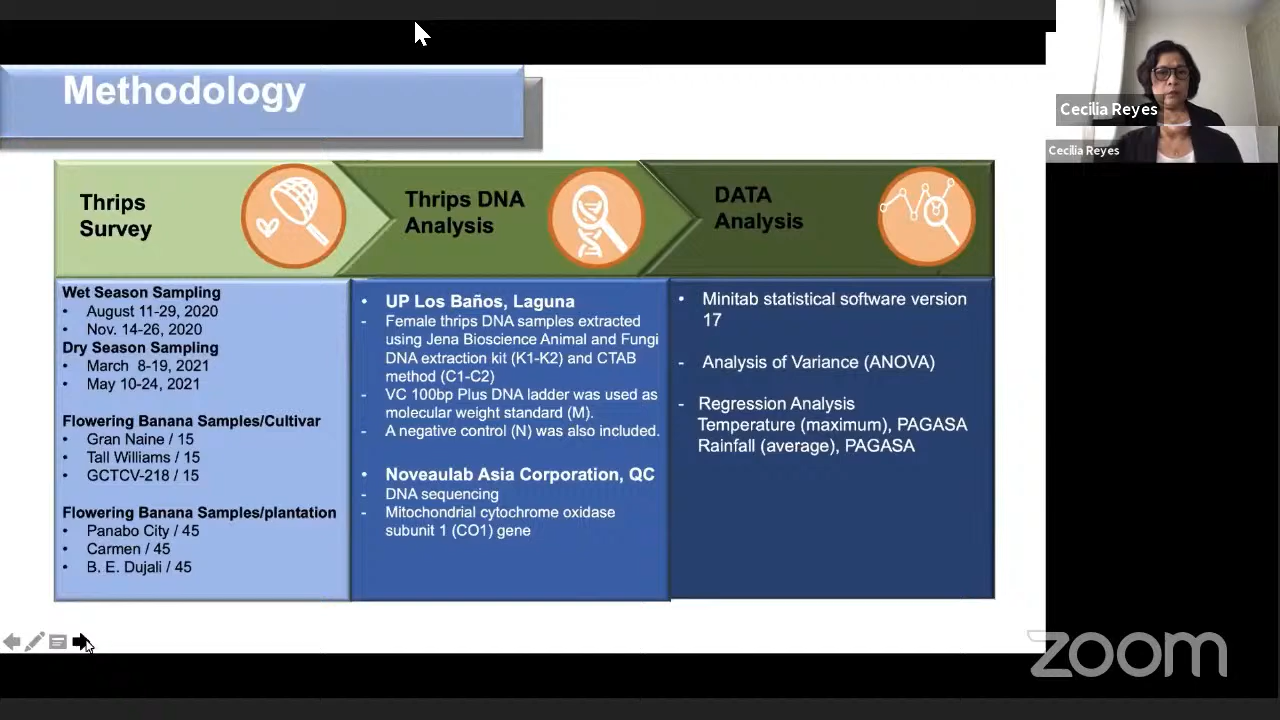 Methodology
Cecilia Reyes
Cecilia Reyes
Thrips
Survey
Thrips DNA
Analysis
DATA
Analysis
Wet Season Sampling
• August 11-29, 2020
• Nov. 14-26, 2020
Dry Season Sampling
• March 8-19, 2021
• May 10-24, 2021
Flowering Banana Samples/Cultivar
• Gran Naine / 15
• Tall Williams / 15
• GCTCV-218 / 15
Flowering Banana Samples/plantation
• Panabo City / 45
• Carmen / 45
• B. E. Dujali / 45
• UP Los Baños, Laguna
- Female thrips DNA samples extracted
using Jena Bioscience Animal and Fungi
DNA extraction kit (K1-K2) and CTAB
method (C1-C2)
- VC 100bp Plus DNA ladder was used as
molecular weight standard (M).
- A negative control (N) was also included.
• Noveaulab Asia Corporation, QC
- DNA sequencing
- Mitochondrial cytochrome oxidase
subunit 1 (CO1) gene
• Minitab statistical software version
17
- Analysis of Variance (ANOVA)
- Regression Analysis
Temperature (maximum), PAGASA
Rainfall (average), PAGASA
zoom